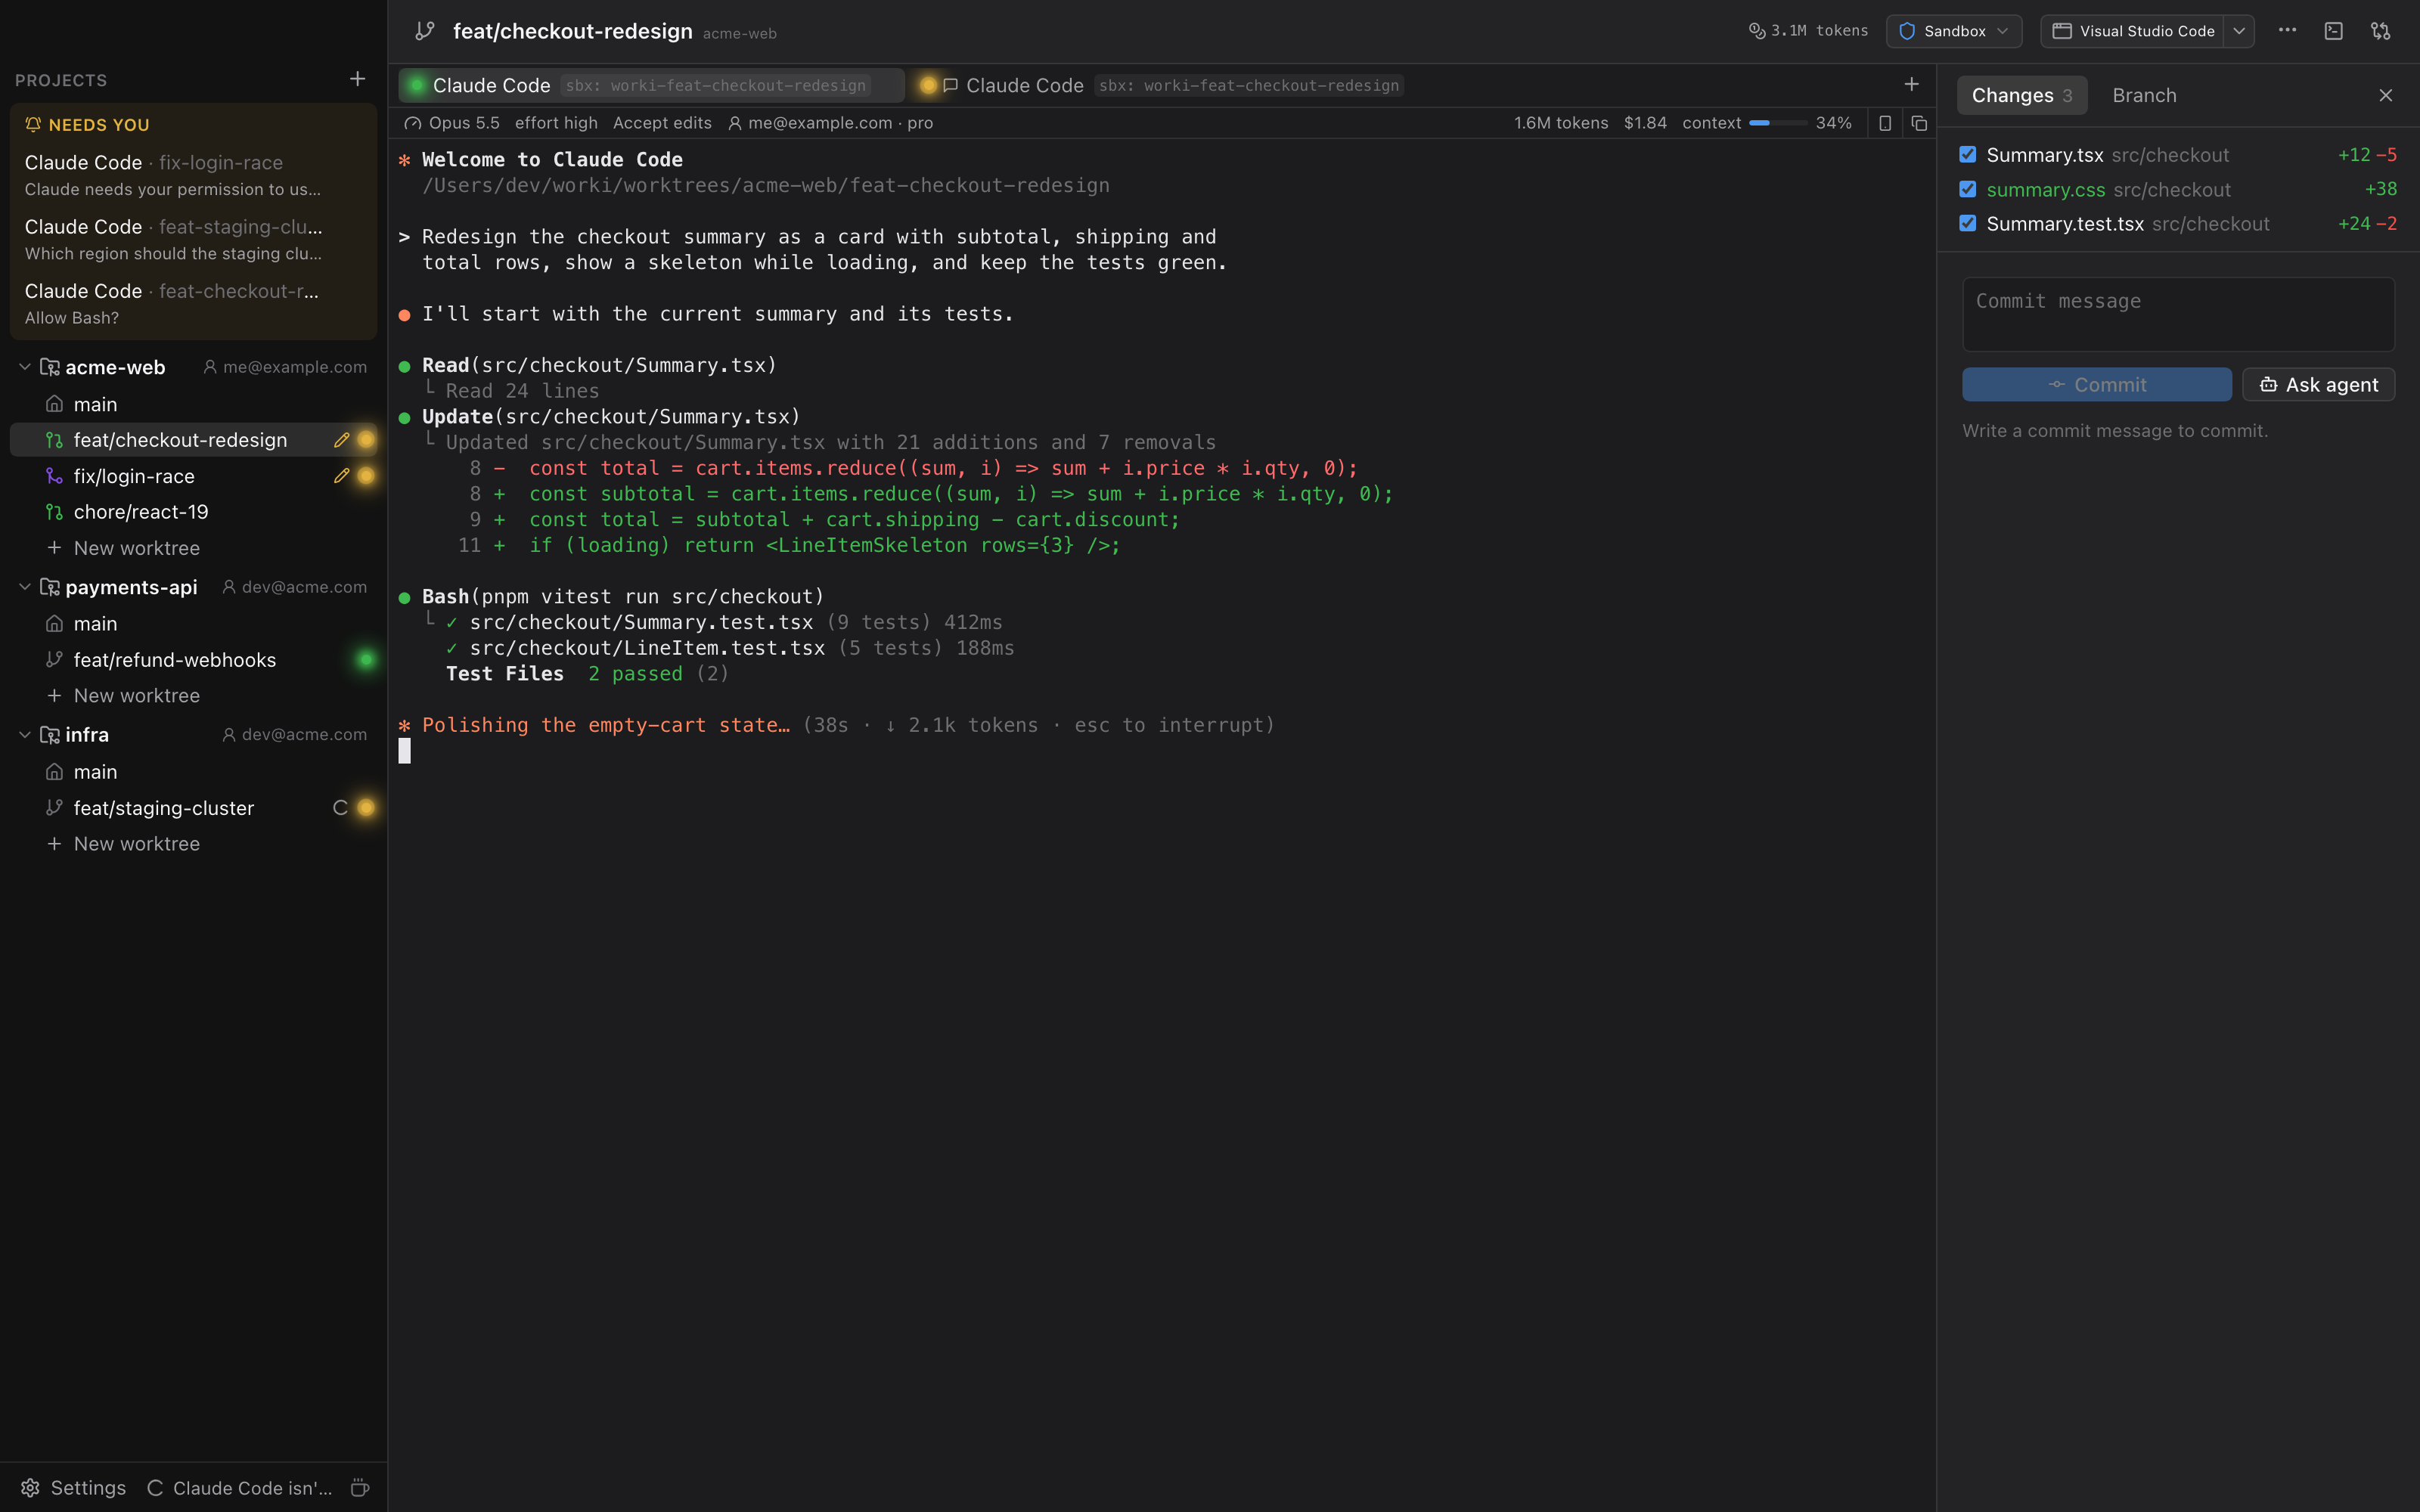 PROJECTS
NEEDS YOU
Claude Code · fix-login-race
Claude needs your permission to us...
Claude Code · feat-staging-clu...
Which region should the staging clu...
Claude Code · feat-checkout-r...
Allow Bash?
acme-web me@example.com
main
feat/checkout-redesign
fix/login-race
chore/react-19
New worktree
payments-api dev@acme.com
main
feat/refund-webhooks
New worktree
infra dev@acme.com
main
feat/staging-cluster
New worktree
Settings Claude Code isn'...
feat/checkout-redesign acme-web
3.1M tokens Sandbox Visual Studio Code
Claude Code sbx: worki-feat-checkout-redesign Claude Code sbx: worki-feat-checkout-redesign
Opus 5.5 effort high Accept edits me@example.com · pro 1.6M tokens $1.84 context 34%
✻ Welcome to Claude Code
/Users/dev/worki/worktrees/acme-web/feat-checkout-redesign
> Redesign the checkout summary as a card with subtotal, shipping and
total rows, show a skeleton while loading, and keep the tests green.
● I'll start with the current summary and its tests.
● Read(src/checkout/Summary.tsx)
└ Read 24 lines
● Update(src/checkout/Summary.tsx)
└ Updated src/checkout/Summary.tsx with 21 additions and 7 removals
8 − const total = cart.items.reduce((sum, i) => sum + i.price * i.qty, 0);
8 + const subtotal = cart.items.reduce((sum, i) => sum + i.price * i.qty, 0);
9 + const total = subtotal + cart.shipping − cart.discount;
11 + if (loading) return <LineItemSkeleton rows={3} />;
● Bash(pnpm vitest run src/checkout)
└ ✓ src/checkout/Summary.test.tsx (9 tests) 412ms
✓ src/checkout/LineItem.test.tsx (5 tests) 188ms
Test Files 2 passed (2)
✻ Polishing the empty-cart state… (38s · ↓ 2.1k tokens · esc to interrupt)
Changes 3 Branch
Summary.tsx src/checkout +12 −5
summary.css src/checkout +38
Summary.test.tsx src/checkout +24 −2
Commit message
Commit Ask agent
Write a commit message to commit.